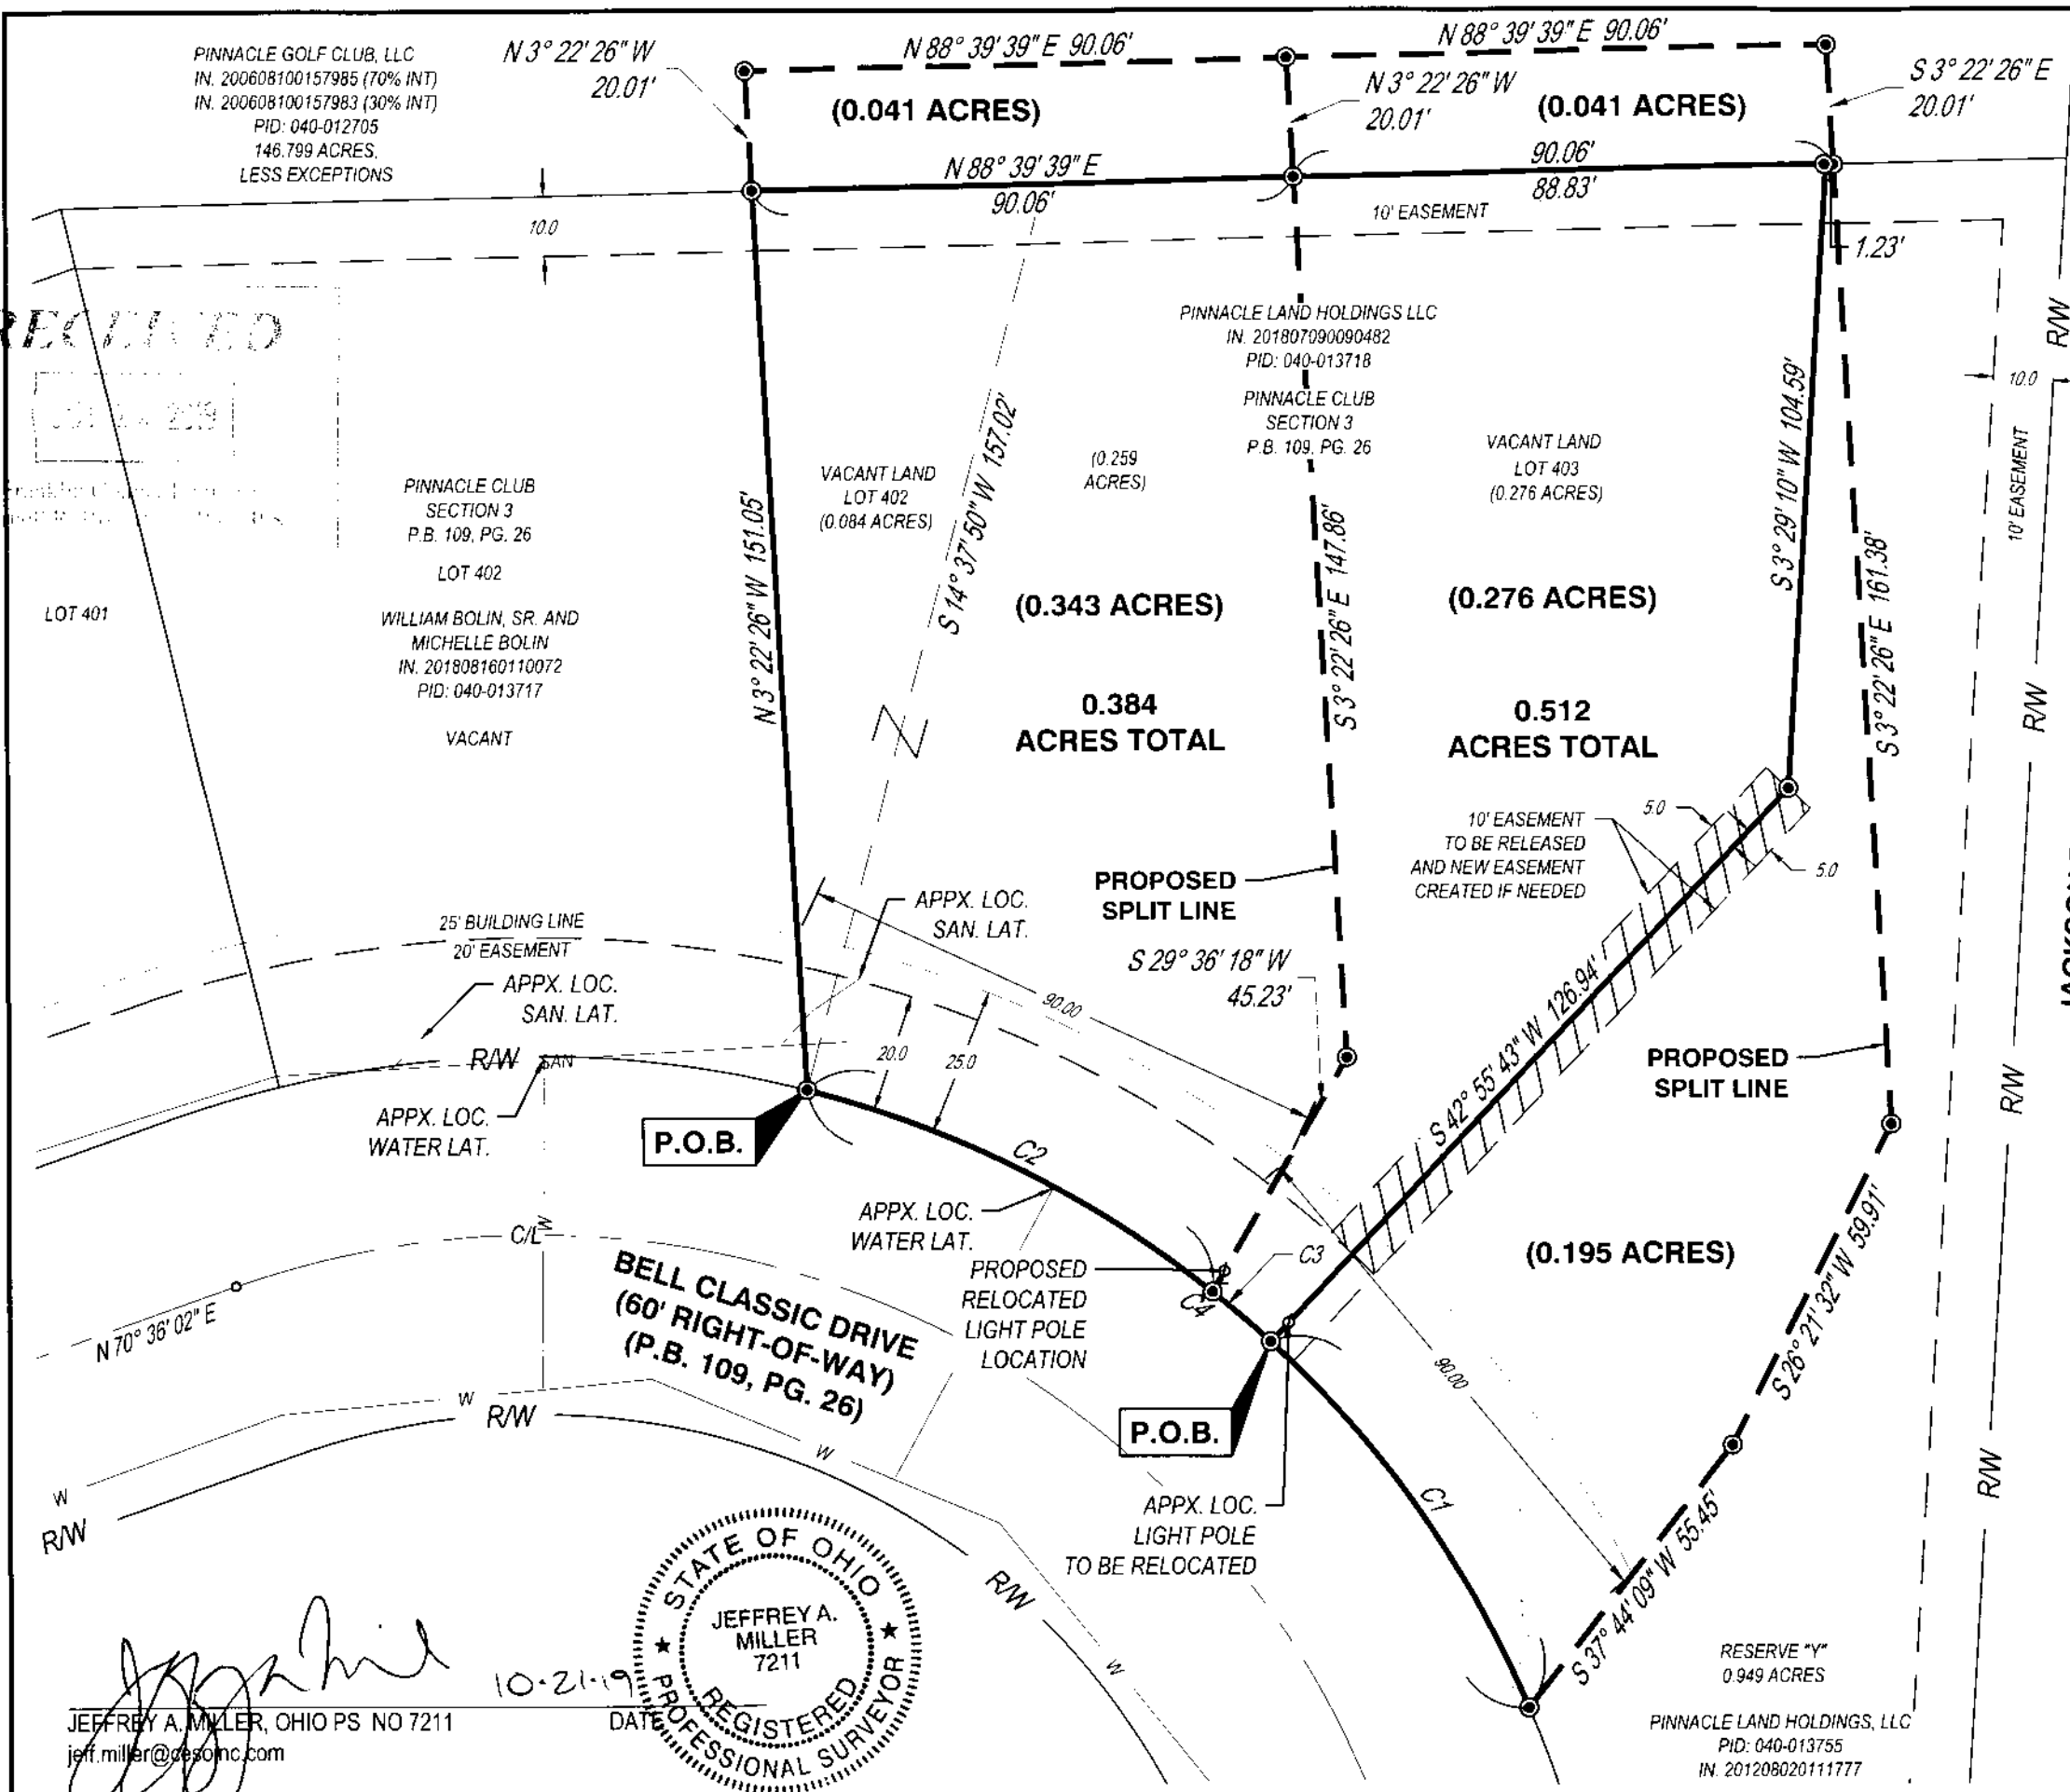 PINNACLE GOLF CLUB, LLC
IN. 200608100157985 (70% INT)
IN. 200608100157983 (30% INT)
PID: 040-012705
146.799 ACRES,
LESS EXCEPTIONS
N 3° 22' 26" W
20.01'
N 88° 39' 39" E 90.06'
N 88° 39' 39" E 90.06'
(0.041 ACRES)
N 3° 22' 26" W
20.01'
(0.041 ACRES)
S 3° 22' 26" E
20.01'
N 88° 39' 39" E
90.06'
90.06'
88.83'
10' EASEMENT
1.23'
10.0
RECEIVED
2019
PINNACLE CLUB
SECTION 3
P.B. 109, PG. 26
LOT 402
WILLIAM BOLIN, SR. AND
MICHELLE BOLIN
IN. 201808160110072
PID: 040-013717
VACANT
LOT 401
N 3° 22' 26" W 151.05'
VACANT LAND
LOT 402
(0.084 ACRES)
S 14° 37' 50" W 157.02'
Z
(0.259
ACRES)
PINNACLE LAND HOLDINGS LLC
IN. 201807090090482
PID: 040-013718
PINNACLE CLUB
SECTION 3
P.B. 109, PG. 26
VACANT LAND
LOT 403
(0.276 ACRES)
(0.343 ACRES)
0.384
ACRES TOTAL
S 3° 22' 26" E 147.86'
(0.276 ACRES)
0.512
ACRES TOTAL
S 3° 29' 10" W 104.59'
S 3° 22' 26" E 161.38'
10.0
10' EASEMENT
R/W
R/W
R/W
R/W
JACKSON
10' EASEMENT
TO BE RELEASED
AND NEW EASEMENT
CREATED IF NEEDED
5.0
5.0
PROPOSED
SPLIT LINE
S 29° 36' 18" W
45.23'
APPX. LOC.
SAN. LAT.
25' BUILDING LINE
20' EASEMENT
APPX. LOC.
SAN. LAT.
90.00
20.0
25.0
S 42° 55' 43" W 126.94'
PROPOSED
SPLIT LINE
R/W
SAN
APPX. LOC.
WATER LAT.
P.O.B.
C2
APPX. LOC.
WATER LAT.
C/L
W
N 70° 36' 02" E
BELL CLASSIC DRIVE
(60' RIGHT-OF-WAY)
(P.B. 109, PG. 26)
PROPOSED
RELOCATED
LIGHT POLE
LOCATION
C3
C4
(0.195 ACRES)
S 26° 21' 32" W 59.91'
90.00
P.O.B.
C1
APPX. LOC.
LIGHT POLE
TO BE RELOCATED
S 37° 44' 09" W 55.45'
W
R/W
W
W
R/W
R/W
W
STATE OF OHIO
JEFFREY A.
MILLER
7211
REGISTERED
PROFESSIONAL SURVEYOR
10-21-19
JEFFREY A. MILLER, OHIO PS NO 7211
DATE
jeff.miller@cesoinc.com
RESERVE "Y"
0.949 ACRES
PINNACLE LAND HOLDINGS, LLC
PID: 040-013755
IN. 201208020111777